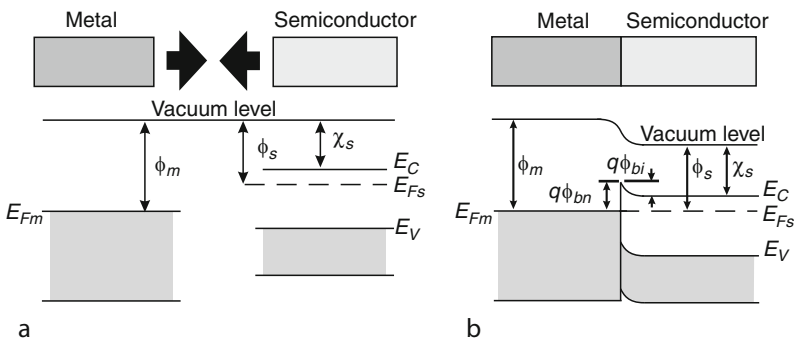 Metal
Semiconductor
Vacuum level
ϕm
ϕs
χs
EC
EFs
EFm
EV
a
Metal
Semiconductor
Vacuum level
ϕm
qϕbi
ϕs
χs
EC
qϕbn
EFm
EFs
EV
b